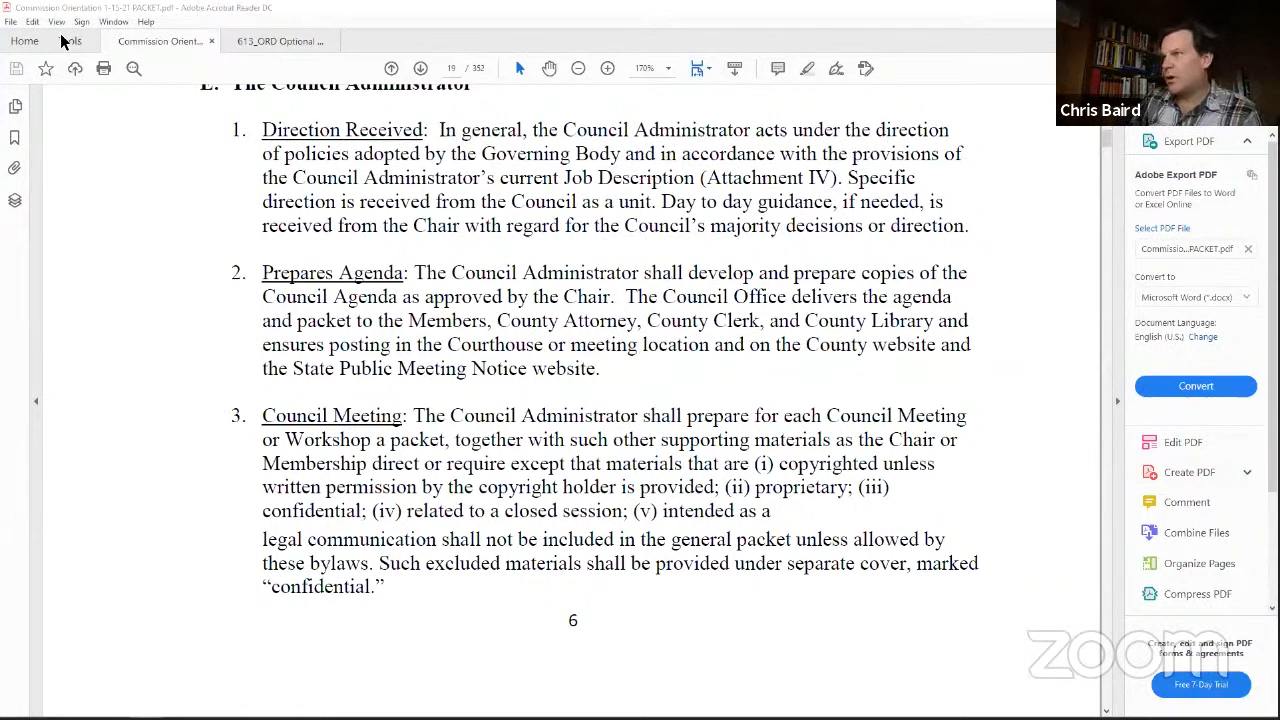 Commission Orientation 1-15-21 PACKET.pdf - Adobe Acrobat Reader DC
File Edit View Sign Window Help
Home Commission Orient... × 613_ORD Optional ...
19 / 352 170%
E. The Council Administrator
1. Direction Received: In general, the Council Administrator acts under the direction
of policies adopted by the Governing Body and in accordance with the provisions of
the Council Administrator's current Job Description (Attachment IV). Specific
direction is received from the Council as a unit. Day to day guidance, if needed, is
received from the Chair with regard for the Council's majority decisions or direction.
2. Prepares Agenda: The Council Administrator shall develop and prepare copies of the
Council Agenda as approved by the Chair. The Council Office delivers the agenda
and packet to the Members, County Attorney, County Clerk, and County Library and
ensures posting in the Courthouse or meeting location and on the County website and
the State Public Meeting Notice website.
3. Council Meeting: The Council Administrator shall prepare for each Council Meeting
or Workshop a packet, together with such other supporting materials as the Chair or
Membership direct or require except that materials that are (i) copyrighted unless
written permission by the copyright holder is provided; (ii) proprietary; (iii)
confidential; (iv) related to a closed session; (v) intended as a
legal communication shall not be included in the general packet unless allowed by
these bylaws. Such excluded materials shall be provided under separate cover, marked
“confidential.”
6
Chris Baird
Export PDF
Adobe Export PDF
Convert PDF Files to Word
or Excel Online
Select PDF File
Commissio...PACKET.pdf
Convert to
Microsoft Word (*.docx)
Document Language:
English (U.S.) Change
Convert
Edit PDF
Create PDF
Comment
Combine Files
Organize Pages
Compress PDF
Create, edit and sign PDF
forms & agreements
Free 7-Day Trial
zoom